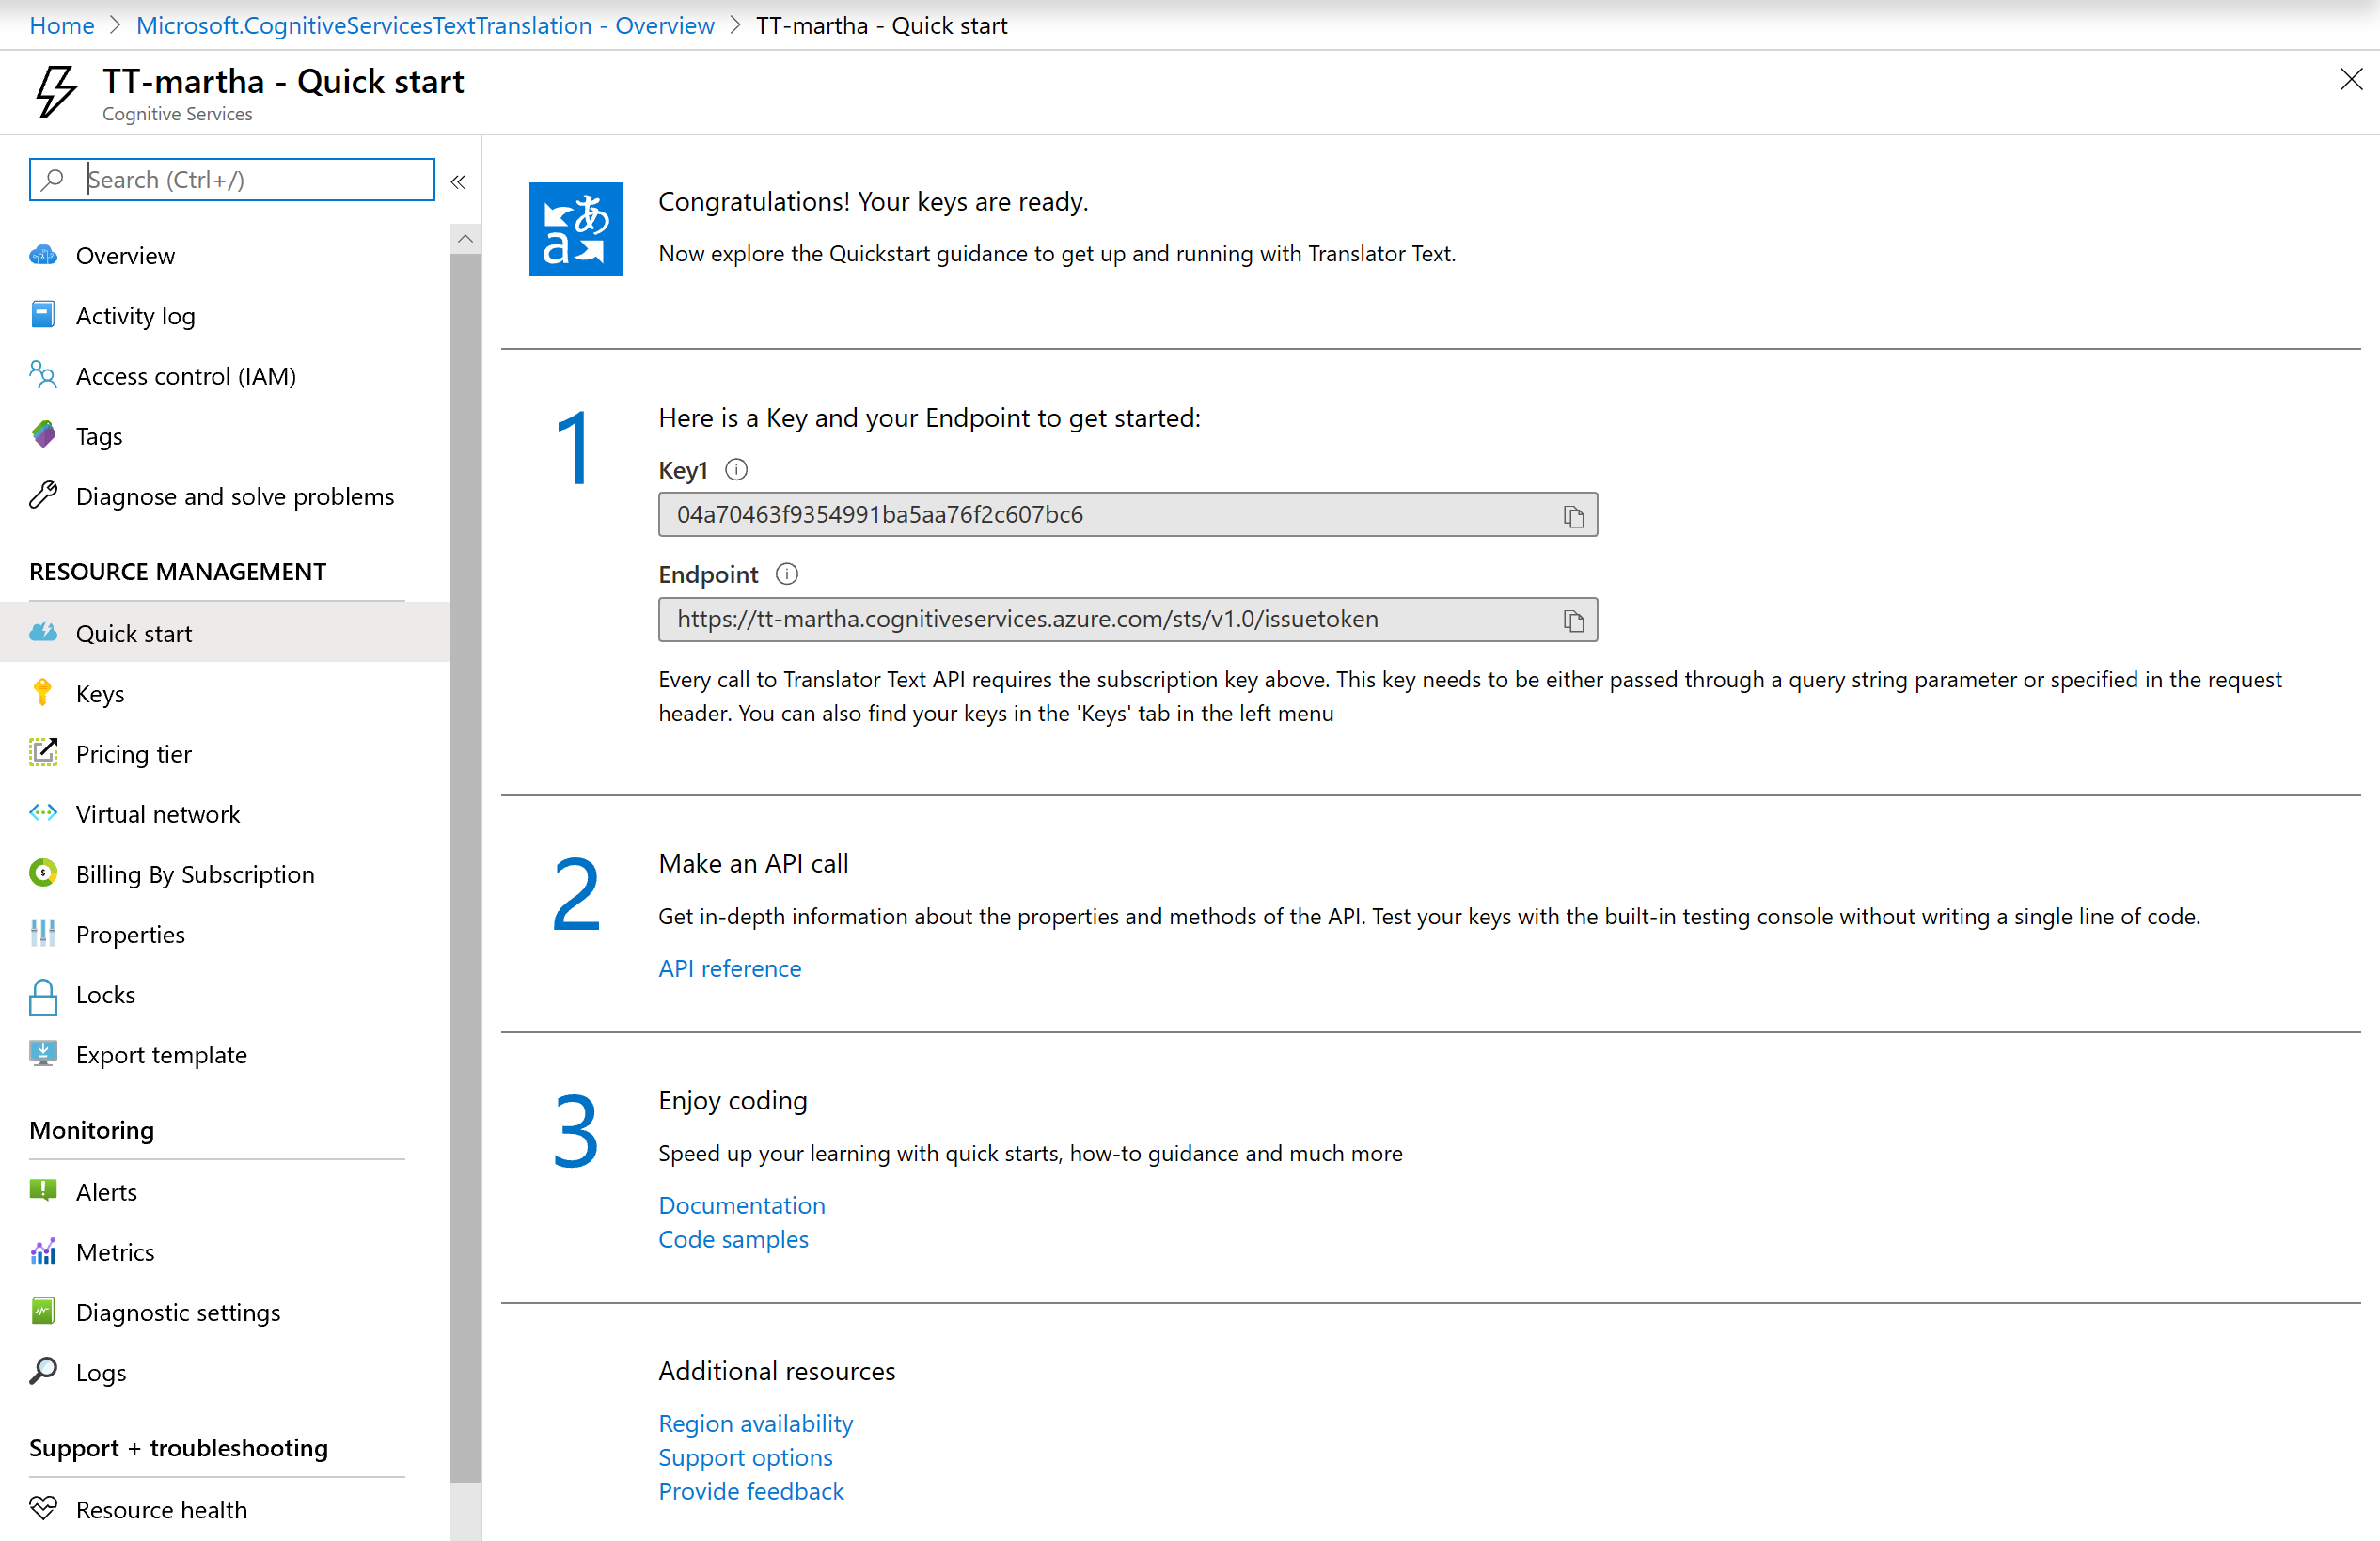 Home > Microsoft.CognitiveServicesTextTranslation - Overview > TT-martha - Quick start
TT-martha - Quick start
Cognitive Services
Search (Ctrl+/)
Overview
Activity log
Access control (IAM)
Tags
Diagnose and solve problems
RESOURCE MANAGEMENT
Quick start
Keys
Pricing tier
Virtual network
Billing By Subscription
Properties
Locks
Export template
Monitoring
Alerts
Metrics
Diagnostic settings
Logs
Support + troubleshooting
Resource health
Congratulations! Your keys are ready.
Now explore the Quickstart guidance to get up and running with Translator Text.
1
Here is a Key and your Endpoint to get started:
Key1
04a70463f9354991ba5aa76f2c607bc6
Endpoint
https://tt-martha.cognitiveservices.azure.com/sts/v1.0/issuetoken
Every call to Translator Text API requires the subscription key above. This key needs to be either passed through a query string parameter or specified in the request
header. You can also find your keys in the 'Keys' tab in the left menu
2
Make an API call
Get in-depth information about the properties and methods of the API. Test your keys with the built-in testing console without writing a single line of code.
API reference
3
Enjoy coding
Speed up your learning with quick starts, how-to guidance and much more
Documentation
Code samples
Additional resources
Region availability
Support options
Provide feedback